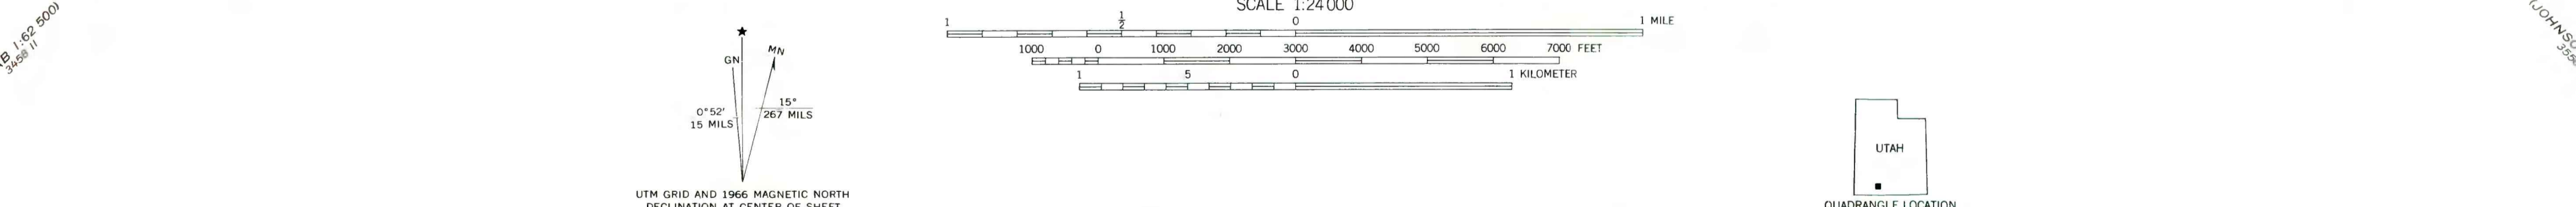 1:62 500)
3458 II
SCALE 1:24 000
1 1/2 0 1 MILE
1000 0 1000 2000 3000 4000 5000 6000 7000 FEET
1 5 0 1 KILOMETER
GN
MN
0°52′
15 MILS
15°
267 MILS
UTM GRID AND 1966 MAGNETIC NORTH
DECLINATION AT CENTER OF SHEET
UTAH
QUADRANGLE LOCATION